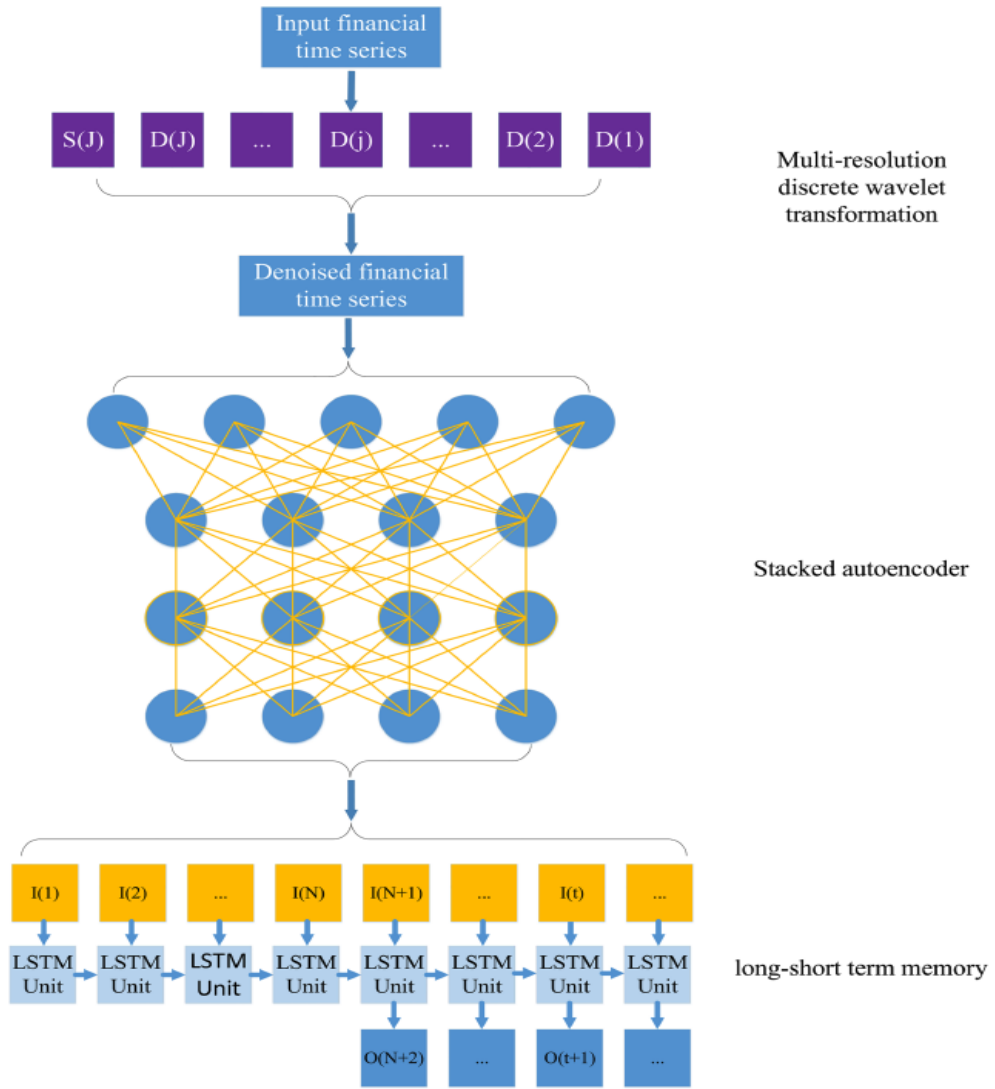 Input financial
time series
S(J) D(J) ... D(j) ... D(2) D(1)
Multi-resolution
discrete wavelet
transformation
Denoised financial
time series
Stacked autoencoder
I(1) I(2) ... I(N) I(N+1) ... I(t) ...
LSTM LSTM LSTM LSTM LSTM LSTM LSTM LSTM
Unit Unit Unit Unit Unit Unit Unit Unit
long-short term memory
O(N+2) ... O(t+1) ...